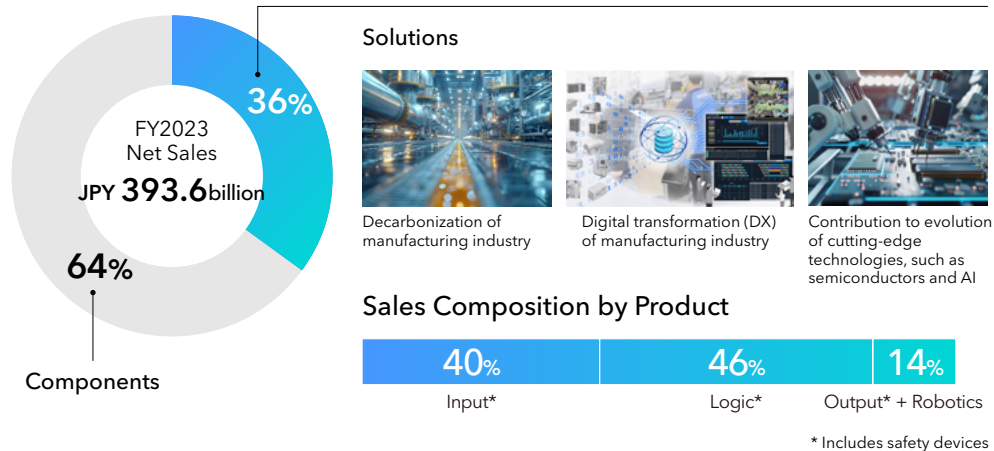 36%
FY2023
Net Sales
JPY 393.6billion
64%
Components
Solutions
Decarbonization of
manufacturing industry
Digital transformation (DX)
of manufacturing industry
Contribution to evolution
of cutting-edge
technologies, such as
semiconductors and AI
Sales Composition by Product
40% 46% 14%
Input* Logic* Output* + Robotics
* Includes safety devices